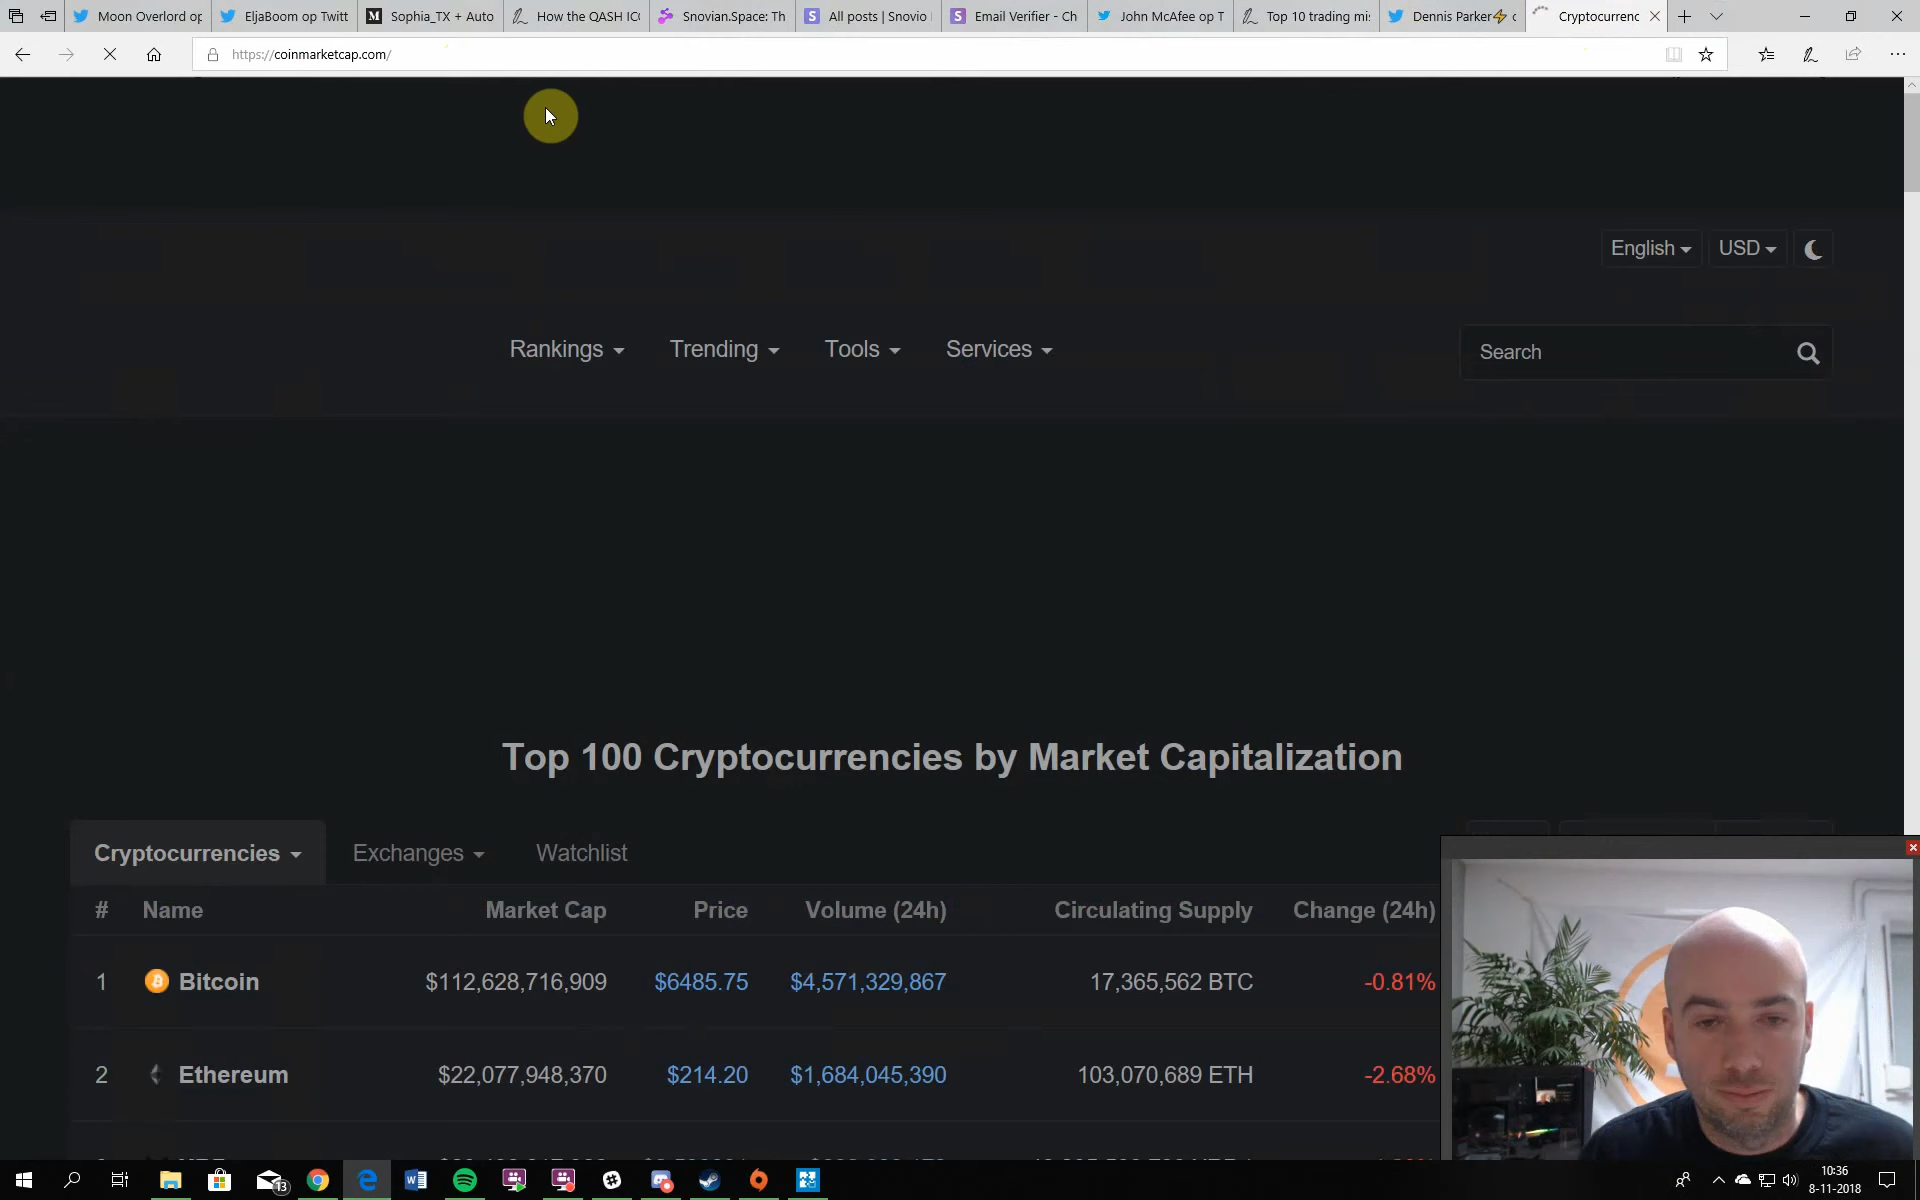 Moon Overlord op
EljaBoom op Twitt
Sophia_TX + Auto
How the QASH IC
Snovian.Space: Th
All posts | Snovio
Email Verifier - Ch
John McAfee op T
Top 10 trading mi
Dennis Parker⚡ o
Cryptocurrenc
https://coinmarketcap.com/
English
USD
Rankings
Trending
Tools
Services
Search
Top 100 Cryptocurrencies by Market Capitalization
Cryptocurrencies
Exchanges
Watchlist
# Name Market Cap Price Volume (24h) Circulating Supply Change (24h)
1 Bitcoin $112,628,716,909 $6485.75 $4,571,329,867 17,365,562 BTC -0.81%
2 Ethereum $22,077,948,370 $214.20 $1,684,045,390 103,070,689 ETH -2.68%
13
10:36
8-11-2018